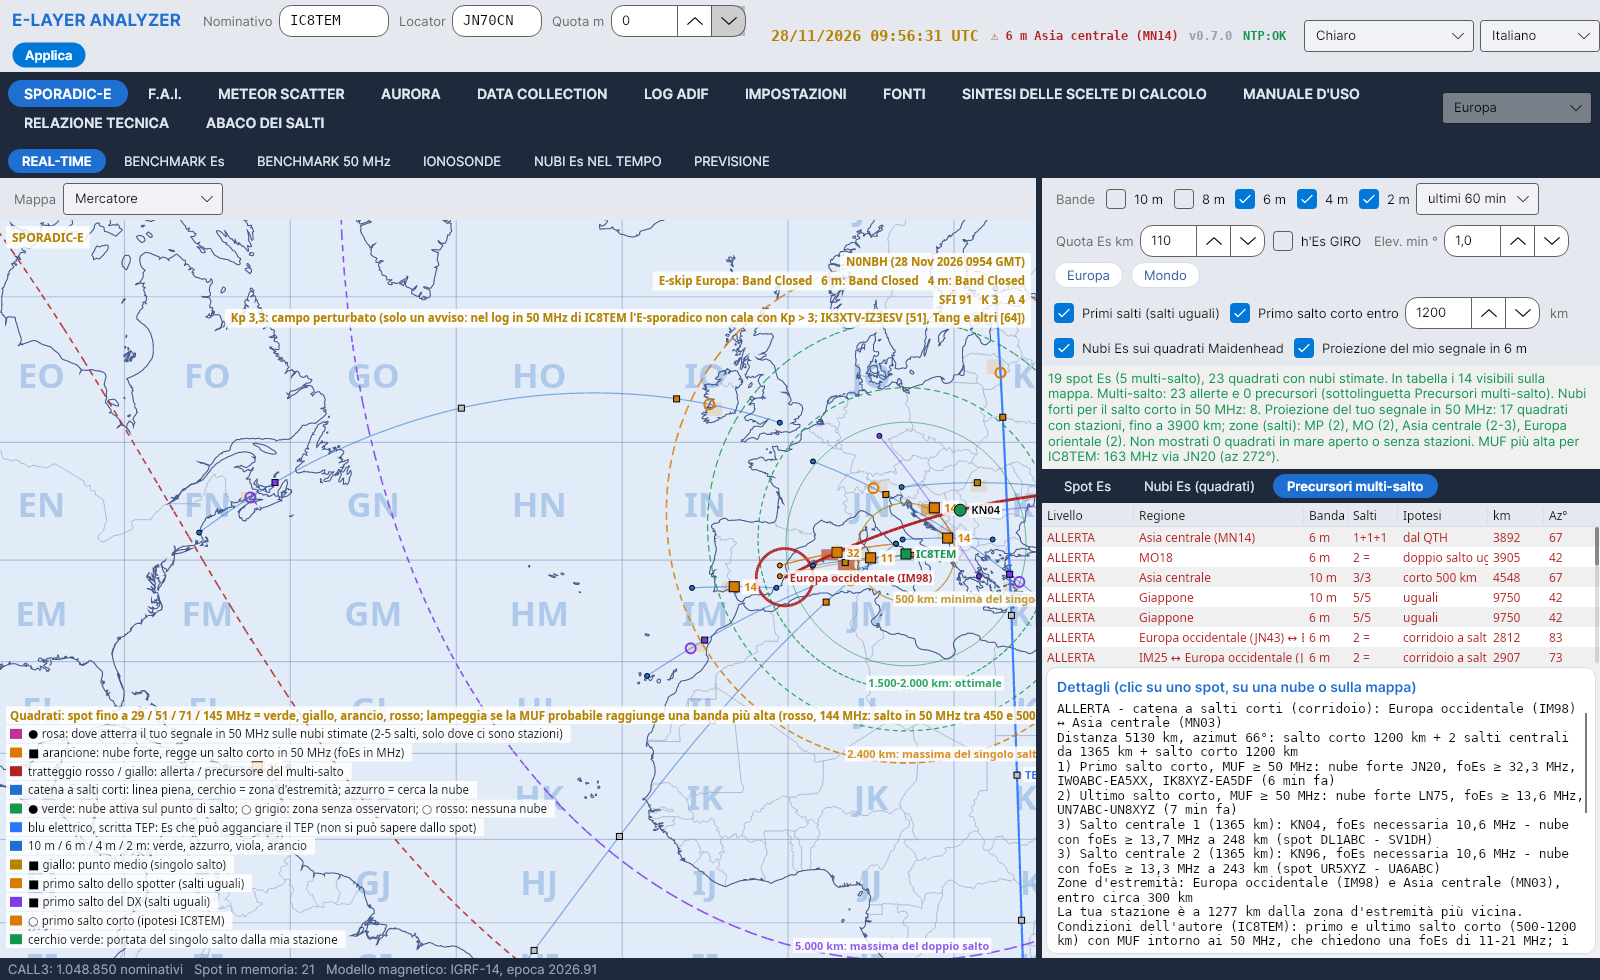 E-LAYER ANALYZER Nominativo IC8TEM Locator JN70CN Quota m 0
28/11/2026 09:56:31 UTC ⚠ 6 m Asia centrale (MN14) v0.7.0 NTP:OK Chiaro Italiano
Applica
SPORADIC-E F.A.I. METEOR SCATTER AURORA DATA COLLECTION LOG ADIF IMPOSTAZIONI FONTI SINTESI DELLE SCELTE DI CALCOLO MANUALE D'USO
RELAZIONE TECNICA ABACO DEI SALTI
Europa
REAL-TIME BENCHMARK Es BENCHMARK 50 MHz IONOSONDE NUBI Es NEL TEMPO PREVISIONE
Mappa Mercatore
SPORADIC-E
N0NBH (28 Nov 2026 0954 GMT)
E-skip Europa: Band Closed 6 m: Band Closed 4 m: Band Closed
SFI 91 K 3 A 4
Kp 3,3: campo perturbato (solo un avviso: nel log in 50 MHz di IC8TEM l'E-sporadico non cala con Kp > 3; IK3XTV-IZ3ESV [51], Tang e altri [64])
EO FO GO HO IO JO K
EN FN GN HN IN JN
14 KN04
14
32 11 IC8TEM
Europa occidentale (IM98)
14
500 km: minima del singo
EM FM GM HM IM JM
1.500-2.000 km: ottimale
Quadrati: spot fino a 29 / 51 / 71 / 145 MHz = verde, giallo, arancio, rosso; lampeggia se la MUF probabile raggiunge una banda più alta (rosso, 144 MHz: salto in 50 MHz tra 450 e 500
● rosa: dove atterra il tuo segnale in 50 MHz sulle nubi stimate (2-5 salti, solo dove ci sono stazioni)
■ arancione: nube forte, regge un salto corto in 50 MHz (foEs in MHz)
2.400 km: massima del singolo salt
tratteggio rosso / giallo: allerta / precursore del multi-salto
TE
catena a salti corti: linea piena, cerchio = zona d'estremità; azzurro = cerca la nube
HK IK JK K
● verde: nube attiva sul punto di salto; ○ grigio: zona senza osservatori; ○ rosso: nessuna nube
blu elettrico, scritta TEP: Es che può agganciare il TEP (non si può sapere dallo spot)
10 m / 6 m / 4 m / 2 m: verde, azzurro, viola, arancio
■ giallo: punto medio (singolo salto)
■ primo salto dello spotter (salti uguali)
GJ HJ IJ JJ K
■ primo salto del DX (salti uguali)
○ primo salto corto (ipotesi IC8TEM)
cerchio verde: portata del singolo salto dalla mia stazione
5.000 km: massima del doppio salto
Bande 10 m 8 m 6 m 4 m 2 m ultimi 60 min
Quota Es km 110 h'Es GIRO Elev. min ° 1,0
Europa Mondo
Primi salti (salti uguali) Primo salto corto entro 1200 km
Nubi Es sui quadrati Maidenhead Proiezione del mio segnale in 6 m
19 spot Es (5 multi-salto), 23 quadrati con nubi stimate. In tabella i 14 visibili sulla
mappa. Multi-salto: 23 allerte e 0 precursori (sottolinguetta Precursori multi-salto). Nubi
forti per il salto corto in 50 MHz: 8. Proiezione del tuo segnale in 50 MHz: 17 quadrati
con stazioni, fino a 3900 km; zone (salti): MP (2), MO (2), Asia centrale (2-3), Europa
orientale (2). Non mostrati 0 quadrati in mare aperto o senza stazioni. MUF più alta per
IC8TEM: 163 MHz via JN20 (az 272°).
Spot Es Nubi Es (quadrati) Precursori multi-salto
Livello Regione Banda Salti Ipotesi km Az°
ALLERTA Asia centrale (MN14) 6 m 1+1+1 dal QTH 3892 67
ALLERTA MO18 6 m 2 = doppio salto ug 3905 42
ALLERTA Asia centrale 10 m 3/3 corto 500 km 4548 67
ALLERTA Giappone 10 m 5/5 uguali 9750 42
ALLERTA Giappone 6 m 5/5 uguali 9750 42
ALLERTA Europa occidentale (JN43) ↔ E 6 m 2 = corridoio a salt 2812 83
ALLERTA IM25 ↔ Europa occidentale (J 6 m 2 = corridoio a salt 2907 73
Dettagli (clic su uno spot, su una nube o sulla mappa)
ALLERTA - catena a salti corti (corridoio): Europa occidentale (IM98)
↔ Asia centrale (MN03)
Distanza 5130 km, azimut 66°: salto corto 1200 km + 2 salti centrali
da 1365 km + salto corto 1200 km
1) Primo salto corto, MUF ≥ 50 MHz: nube forte JN20, foEs ≥ 32,3 MHz,
IW0ABC-EA5XX, IK8XYZ-EA5DF (6 min fa)
2) Ultimo salto corto, MUF ≥ 50 MHz: nube forte LN75, foEs ≥ 13,6 MHz,
UN7ABC-UN8XYZ (7 min fa)
3) Salto centrale 1 (1365 km): KN04, foEs necessaria 10,6 MHz - nube
con foEs ≥ 13,7 MHz a 248 km (spot DL1ABC - SV1DH)
3) Salto centrale 2 (1365 km): KN96, foEs necessaria 10,6 MHz - nube
con foEs ≥ 13,3 MHz a 243 km (spot UR5XYZ - UA6ABC)
Zone d'estremità: Europa occidentale (IM98) e Asia centrale (MN03),
entro circa 300 km
La tua stazione è a 1277 km dalla zona d'estremità più vicina.
Condizioni dell'autore (IC8TEM): primo e ultimo salto corto (500-1200
km) con MUF intorno ai 50 MHz, che chiedono una foEs di 11-21 MHz; i
CALL3: 1.048.850 nominativi Spot in memoria: 21 Modello magnetico: IGRF-14, epoca 2026.91